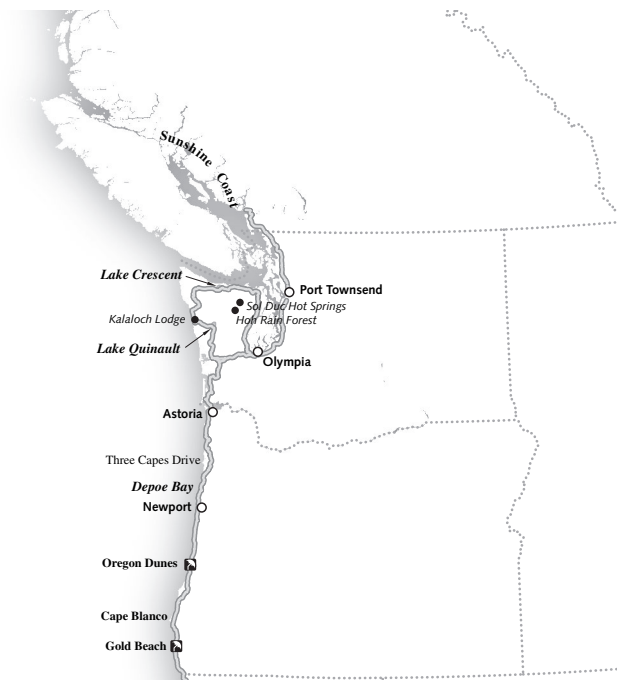 Sunshine Coast
Lake Crescent
Port Townsend
Sol Duc Hot Springs
Hoh Rain Forest
Kalaloch Lodge
Lake Quinault
Olympia
Astoria
Three Capes Drive
Depoe Bay
Newport
Oregon Dunes
Cape Blanco
Gold Beach